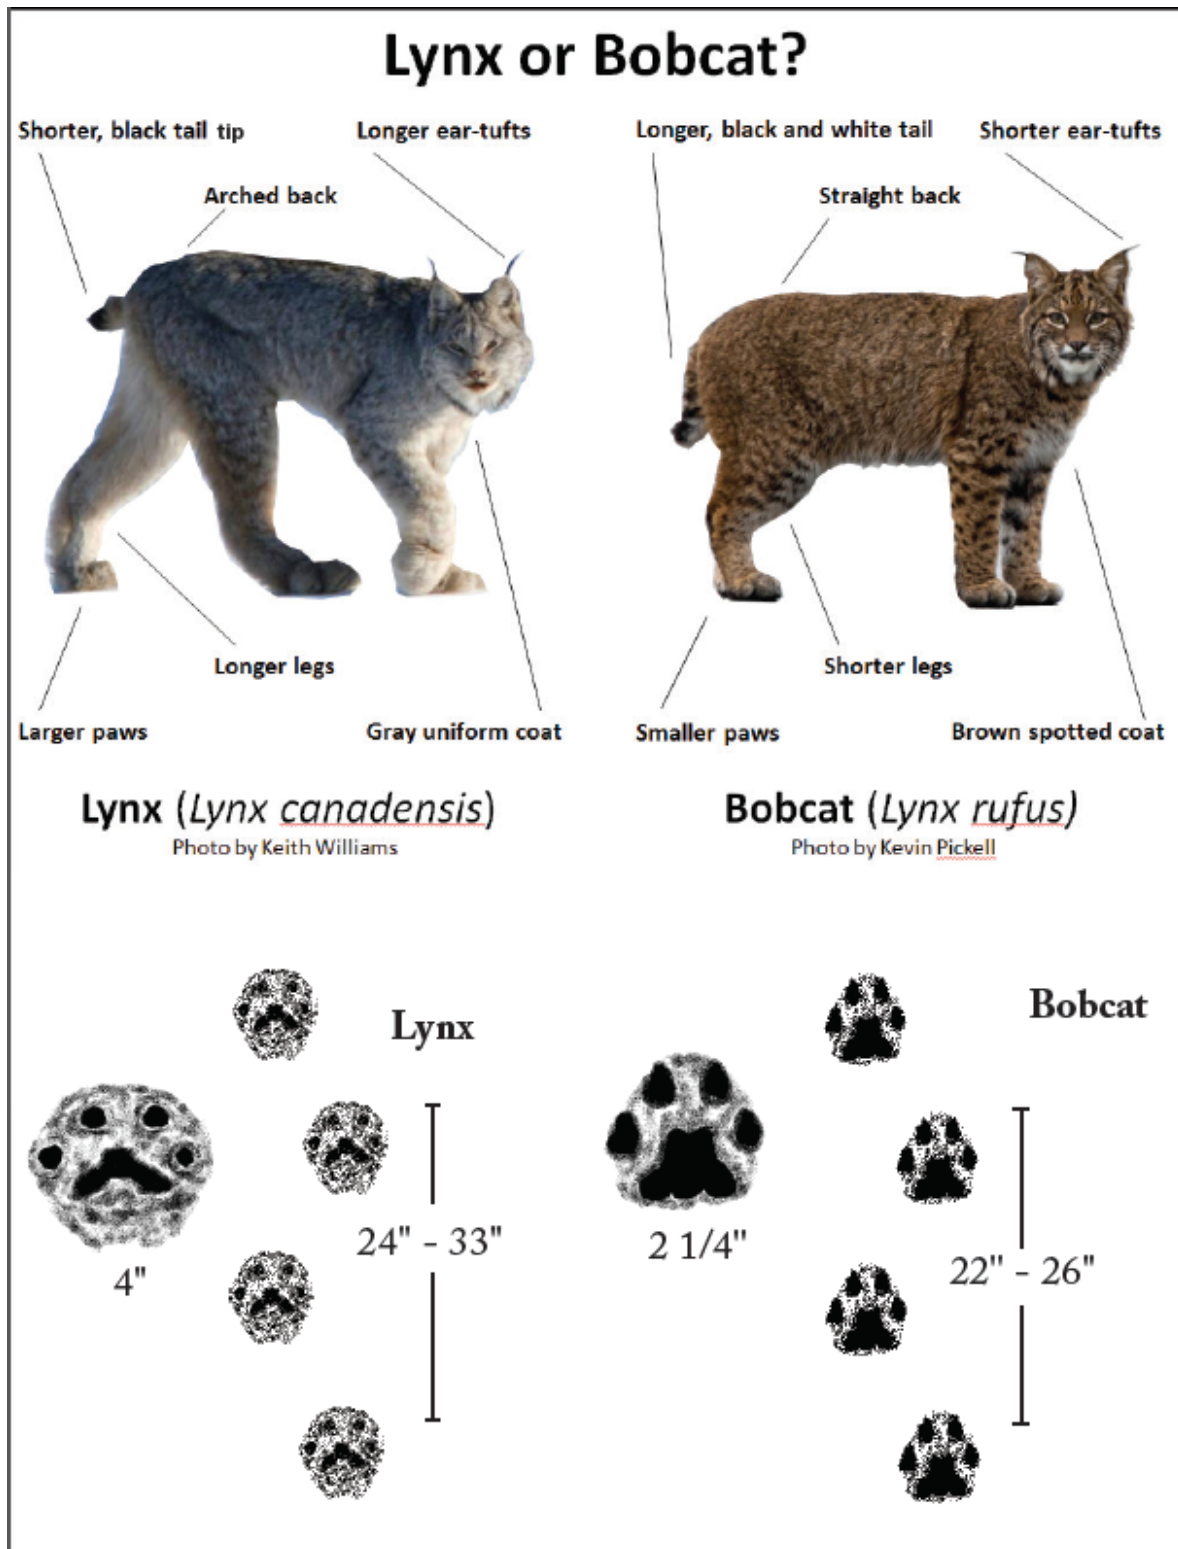 Lynx or Bobcat?
Shorter, black tail tip
Longer ear-tufts
Longer, black and white tail
Shorter ear-tufts
Arched back
Straight back
Longer legs
Shorter legs
Larger paws
Gray uniform coat
Smaller paws
Brown spotted coat
Lynx (Lynx canadensis)
Bobcat (Lynx rufus)
Photo by Keith Williams
Photo by Kevin Pickell
Lynx
Bobcat
24" - 33"
4"
2 1/4"
22" - 26"